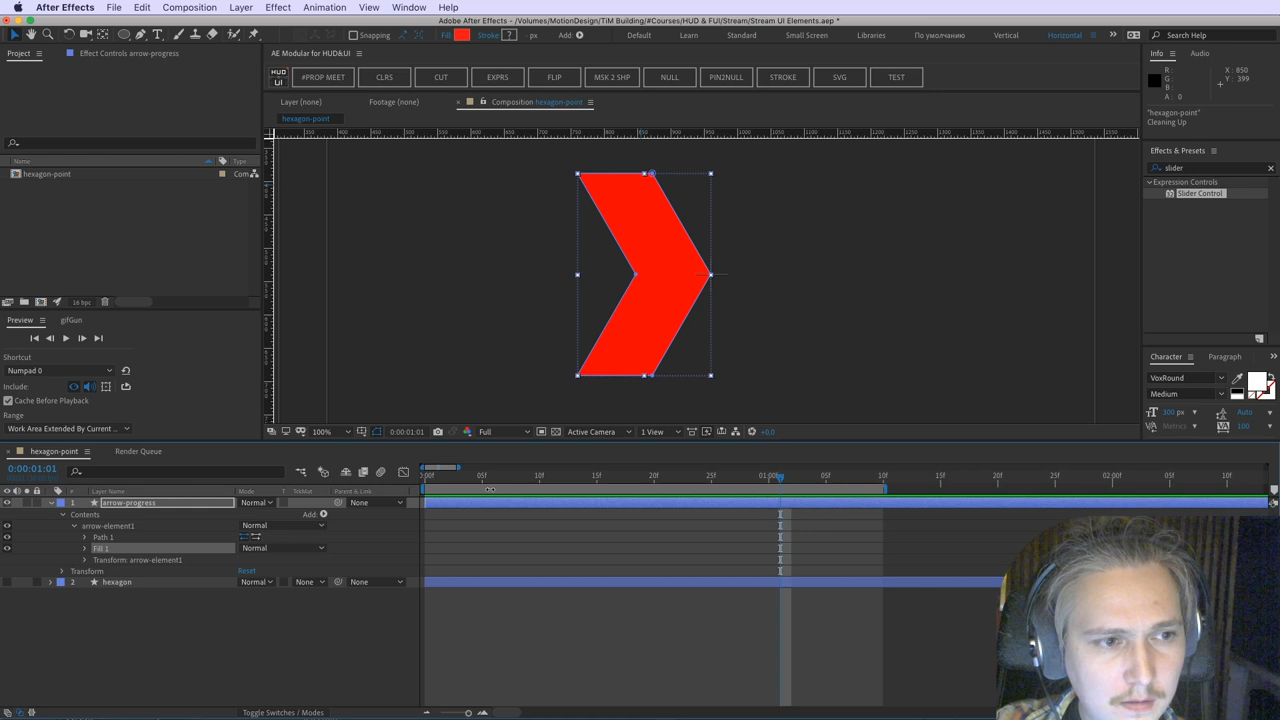 After Effects File Edit Composition Layer Effect Animation View Window Help
Adobe After Effects - /Volumes/MotionDesign/TiM Building/#Courses/HUD & FUI/Stream/Stream UI Elements.aep *
Snapping Fill Stroke ? - px Add: Default Learn Standard Small Screen Libraries По умолчанию Vertical Horizontal Search Help
Project Effect Controls arrow-progress AE Modular for HUD&UI Info Audio
HUD UI #PROP MEET CLRS CUT EXPRS FLIP MSK 2 SHP NULL PIN2NULL STROKE SVG TEST
R : G : B : A : 0 X : 850 Y : 399
Layer (none) Footage (none) Composition hexagon-point
"hexagon-point"
Cleaning Up
hexagon-point
Effects & Presets
slider
Name Type
hexagon-point Com
Expression Controls
Slider Control
16 bpc
Preview gifGun
Shortcut
Numpad 0
Include:
Cache Before Playback
Range
Work Area Extended By Current ...
Character Paragraph
VoxRound
Medium
300 px Auto
Metrics 100
100% 0:00:01:01 Full Active Camera 1 View +0,0
hexagon-point Render Queue
0:00:01:01
05f 10f 15f 20f 25f 01:00f 05f 10f 15f 20f 25f 02:00f 05f 10f
# Layer Name Mode T TrkMat Parent & Link
1 arrow-progress Normal None
Contents Add:
arrow-element1 Normal
Path 1
Fill 1 Normal
Transform: arrow-element1
Transform Reset
2 hexagon Normal None None
Toggle Switches / Modes